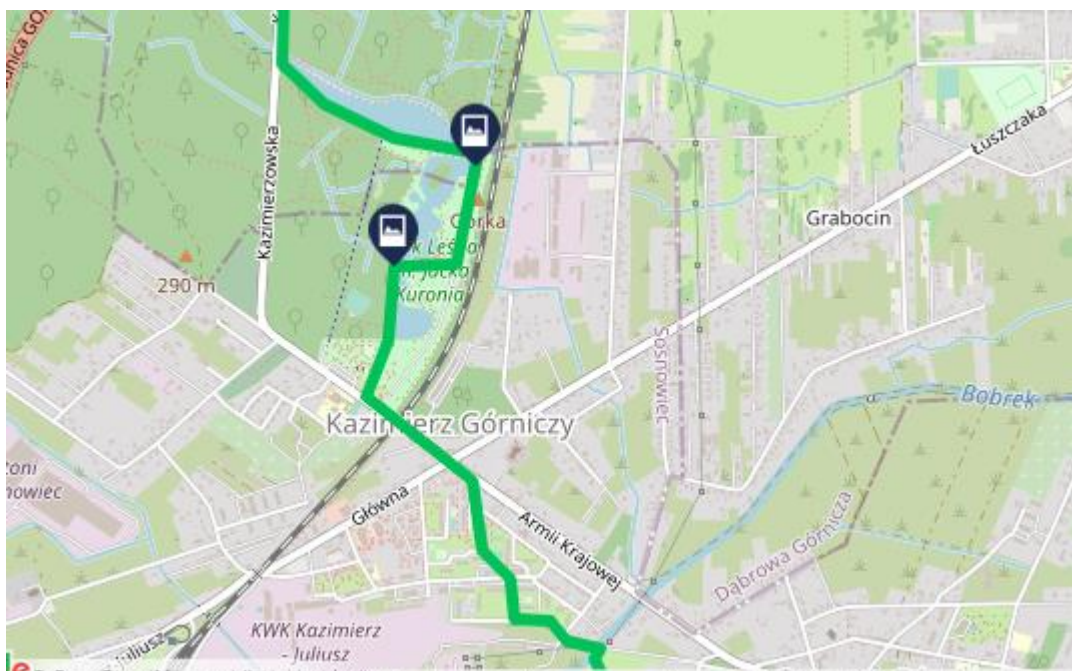 Łuszczaka
Kazimierzowska
Grabocin
Górka
290 m
Kuronia
Sosnowiec
Bobrek
Kazimierz Górniczy
Główna
Armii Krajowej
Dąbrowa Górnicza
KWK Kazimierz
- Juliusz